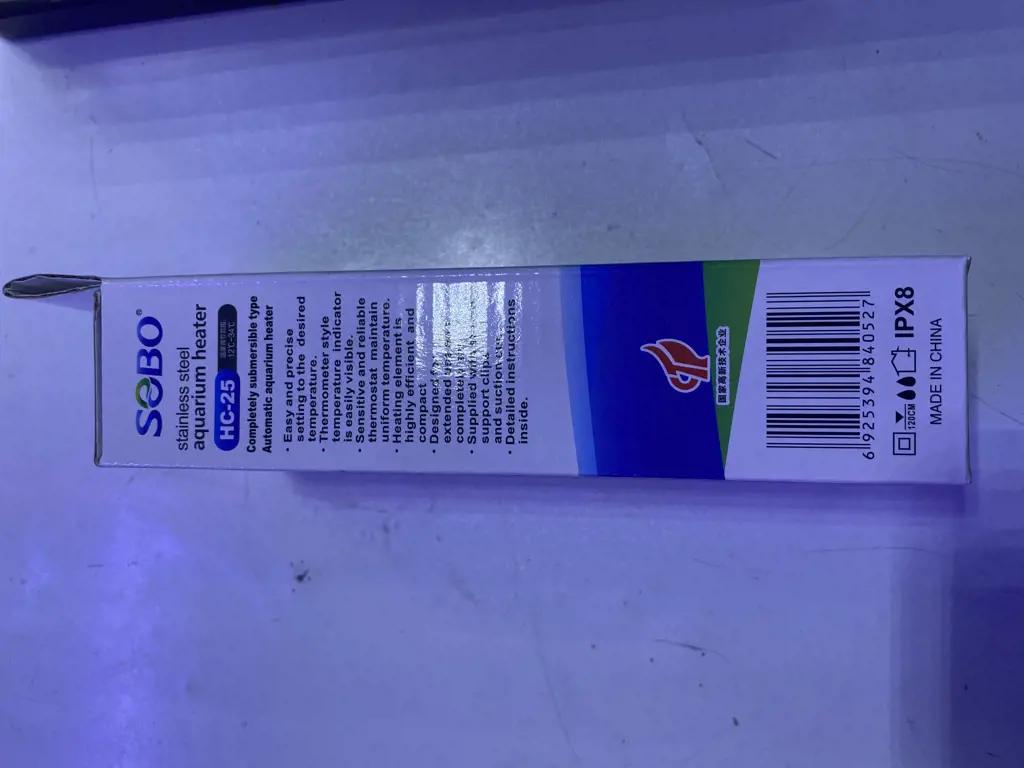 SOBO®
stainless steel
aquarium heater
HC-25
12℃-34℃
Completely submersible type
Automatic aquarium heater
· Easy and precise
setting to the desired
temperature.
· Thermometer style
temperature indicator
is easily visible.
· Sensitive and reliable
thermostat maintain
uniform temperature.
· Heating element is
highly efficient and
compact
· Designed
extended
completely
· Supplied with
support clip
and suction cups.
· Detailed instructions
inside.
国家高新技术企业
6 925394 840527
120CM
IPX8
MADE IN CHINA